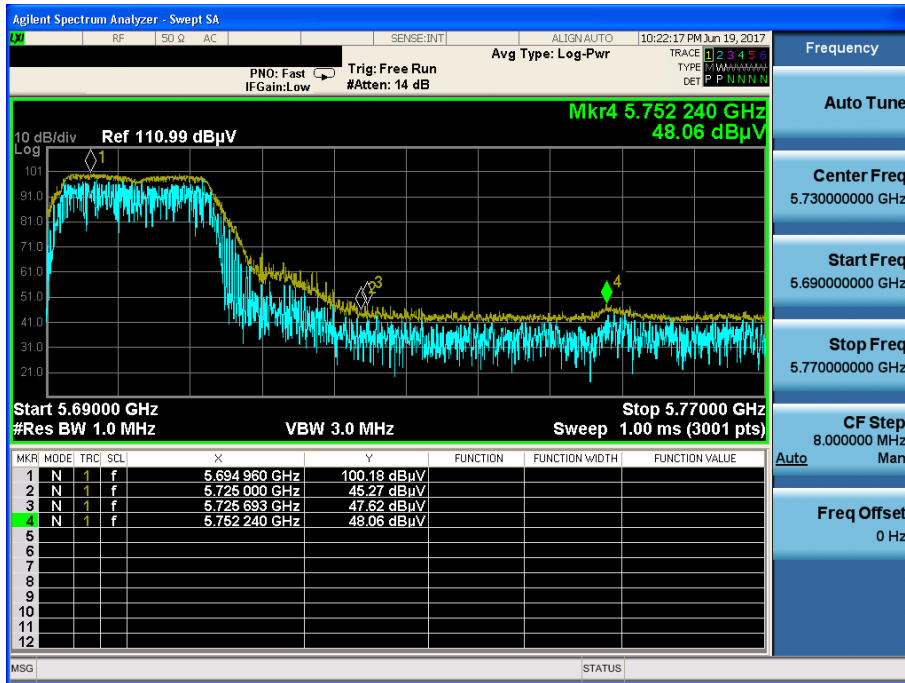 Agilent Spectrum Analyzer - Swept SA
LXI RF 50 Ω AC SENSE:INT ALIGN AUTO 10:22:17 PM Jun 19, 2017
Avg Type: Log-Pwr TRACE 1 2 3 4 5 6
PNO: Fast Trig: Free Run TYPE M W W W W W
IFGain:Low #Atten: 14 dB DET P P N N N N
Mkr4 5.752 240 GHz
48.06 dBµV
10 dB/div Ref 110.99 dBµV
Log
101
91.0
81.0
71.0
61.0
51.0
41.0
31.0
21.0
1
2
3
4
Start 5.69000 GHz Stop 5.77000 GHz
#Res BW 1.0 MHz VBW 3.0 MHz Sweep 1.00 ms (3001 pts)
MKR MODE TRC SCL X Y FUNCTION FUNCTION WIDTH FUNCTION VALUE
1 N 1 f 5.694 960 GHz 100.18 dBµV
2 N 1 f 5.725 000 GHz 45.27 dBµV
3 N 1 f 5.725 693 GHz 47.62 dBµV
4 N 1 f 5.752 240 GHz 48.06 dBµV
5
6
7
8
9
10
11
12
MSG STATUS
Frequency
Auto Tune
Center Freq
5.730000000 GHz
Start Freq
5.690000000 GHz
Stop Freq
5.770000000 GHz
CF Step
8.000000 MHz
Auto Man
Freq Offset
0 Hz